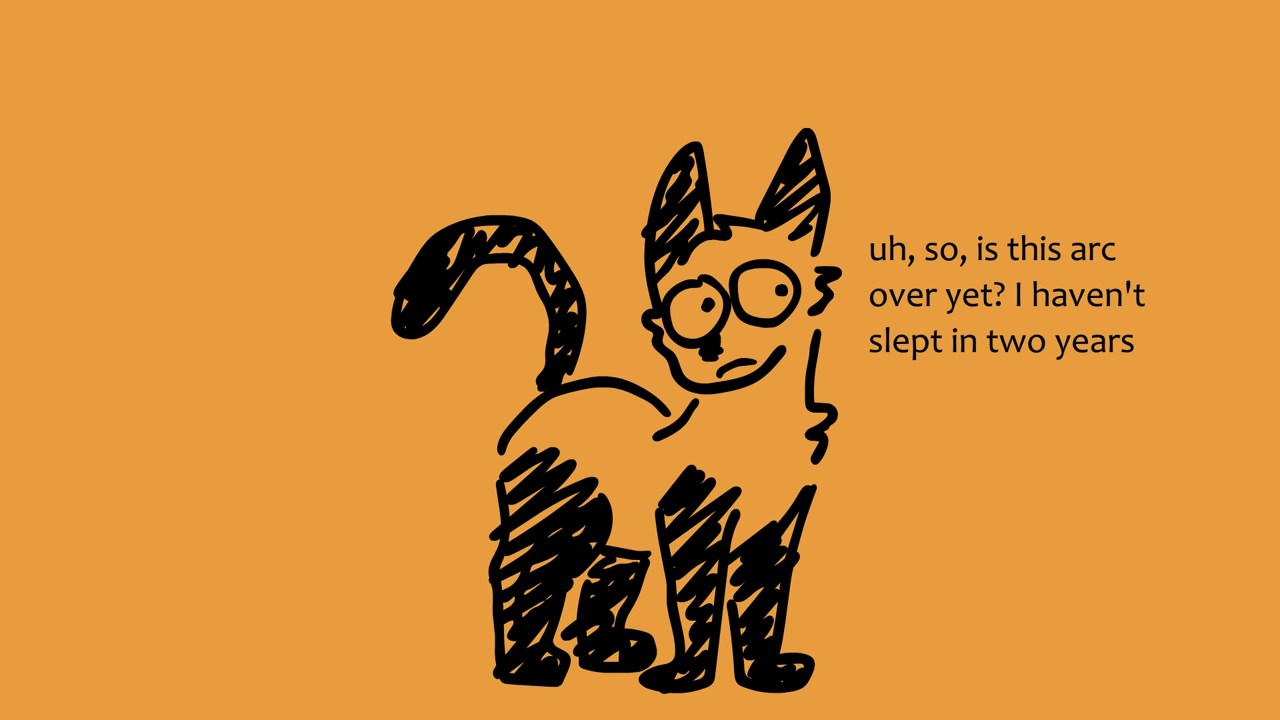 uh, so, is this arc
over yet? I haven't
slept in two years